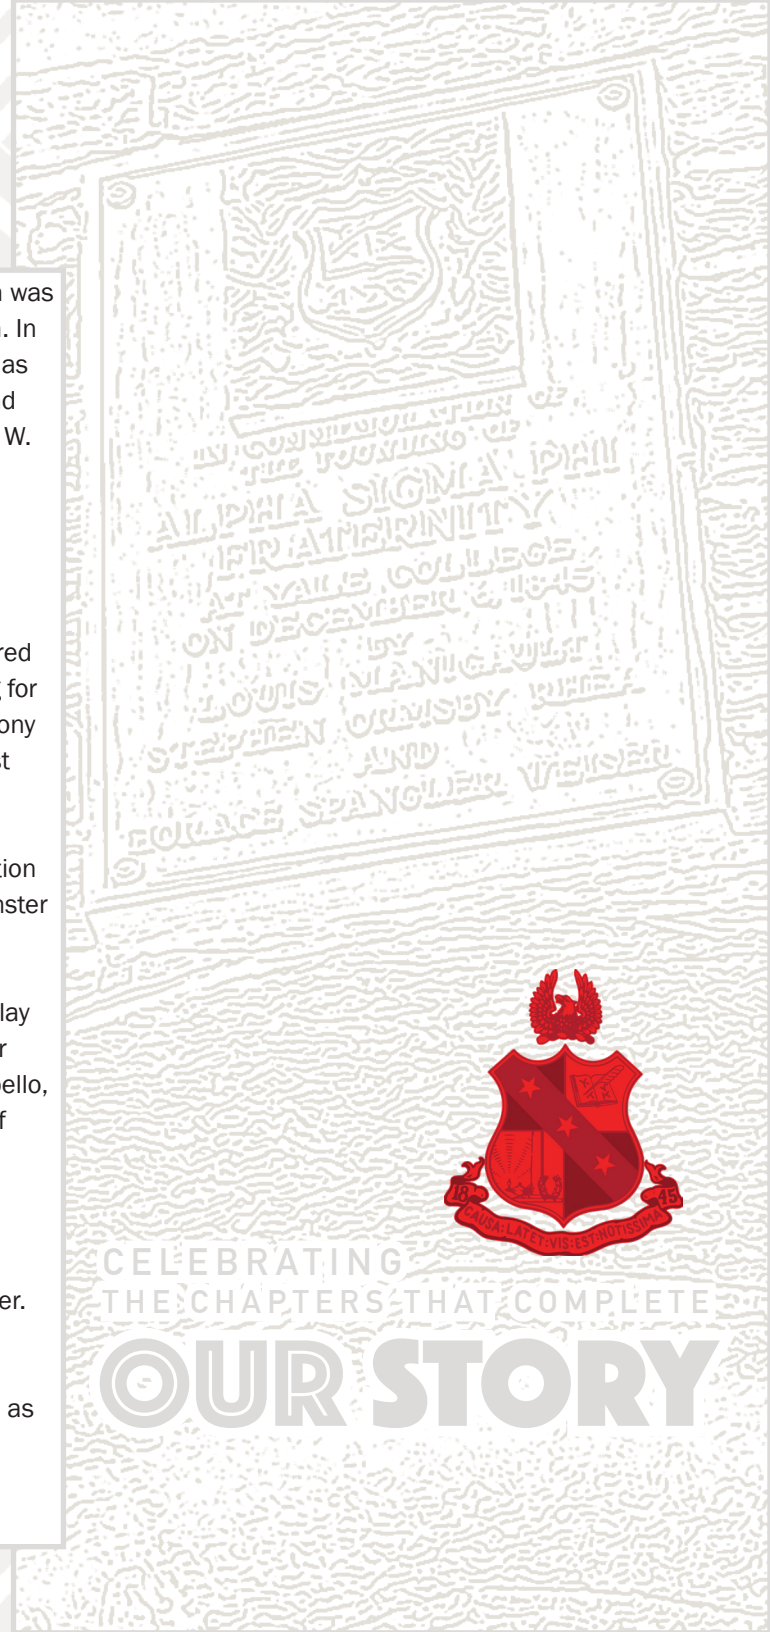 was
. In
as
d
W.
red
for
ony
st
tion
nster
lay
r
ello,
f
er.
as
IN COMMEMORATION OF
THE FOUNDING OF
ALPHA SIGMA PHI
FRATERNITY
AT YALE COLLEGE
ON DECEMBER 6, 1845
BY
LOUIS MANIGAULT
STEPHEN ORMSBY RHEA
AND
HORACE SPANGLER WEISER
18 45
CAUSA:LATET:VIS:EST:NOTISSIMA
CELEBRATING
THE CHAPTERS THAT COMPLETE
OUR STORY